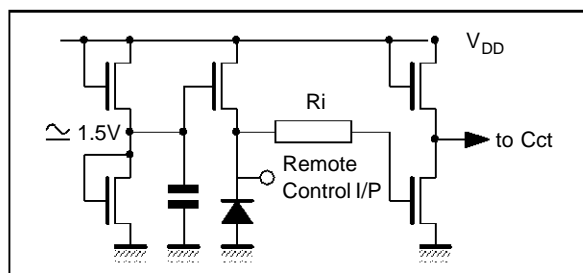 V_DD
Ri
≃ 1.5V
to Cct
Remote
Control I/P